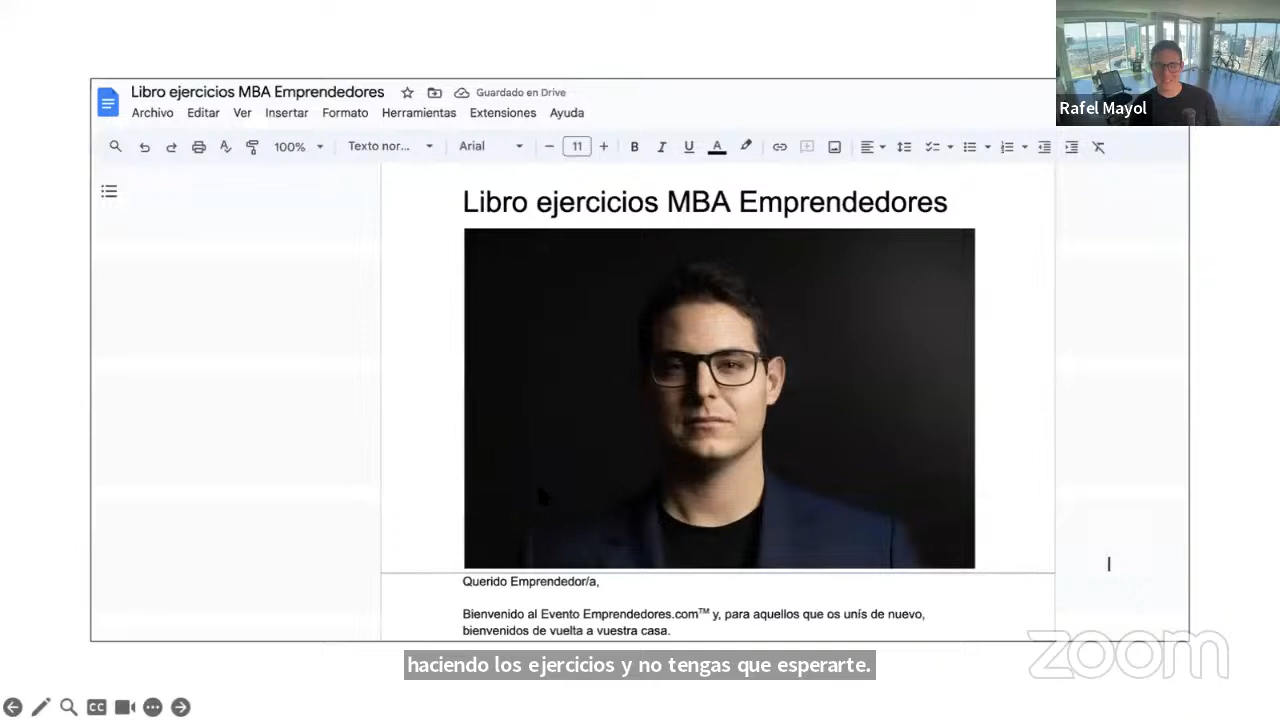 Rafel Mayol
Libro ejercicios MBA Emprendedores
Guardado en Drive
Archivo Editar Ver Insertar Formato Herramientas Extensiones Ayuda
100% Texto nor... Arial 11 B I U A
Libro ejercicios MBA Emprendedores
Querido Emprendedor/a,
Bienvenido al Evento Emprendedores.com™ y, para aquellos que os unís de nuevo,
bienvenidos de vuelta a vuestra casa.
zoom
haciendo los ejercicios y no tengas que esperarte.
CC